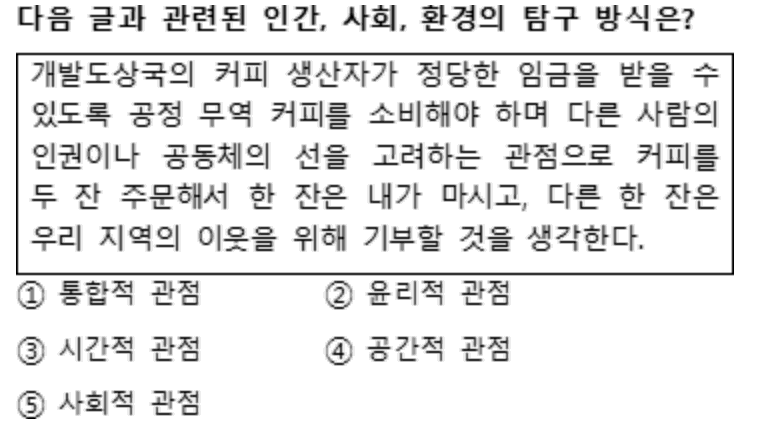 다음 글과 관련된 인간, 사회, 환경의 탐구 방식은?
개발도상국의 커피 생산자가 정당한 임금을 받을 수
있도록 공정 무역 커피를 소비해야 하며 다른 사람의
인권이나 공동체의 선을 고려하는 관점으로 커피를
두 잔 주문해서 한 잔은 내가 마시고, 다른 한 잔은
우리 지역의 이웃을 위해 기부할 것을 생각한다.
① 통합적 관점 ② 윤리적 관점
③ 시간적 관점 ④ 공간적 관점
⑤ 사회적 관점